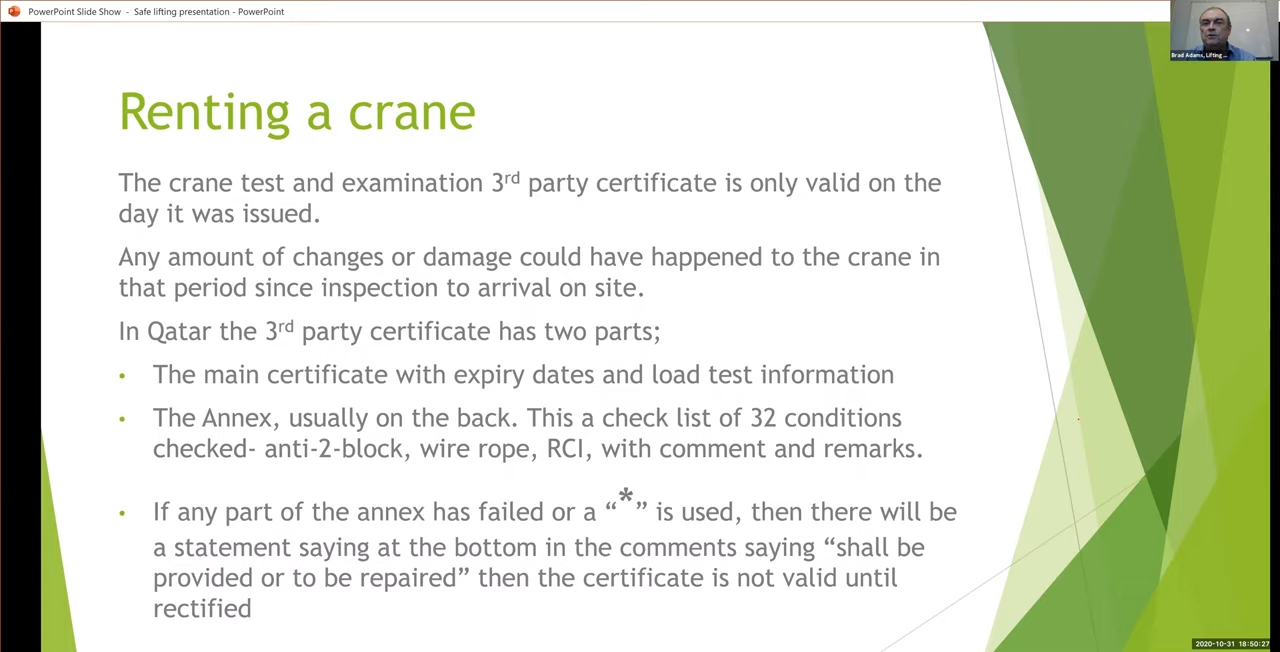 PowerPoint Slide Show - Safe lifting presentation - PowerPoint
Brad Adams, Lifting ...
Renting a crane
The crane test and examination 3rd party certificate is only valid on the
day it was issued.
Any amount of changes or damage could have happened to the crane in
that period since inspection to arrival on site.
In Qatar the 3rd party certificate has two parts;
• The main certificate with expiry dates and load test information
• The Annex, usually on the back. This a check list of 32 conditions
checked- anti-2-block, wire rope, RCI, with comment and remarks.
• If any part of the annex has failed or a “*” is used, then there will be
a statement saying at the bottom in the comments saying “shall be
provided or to be repaired” then the certificate is not valid until
rectified
2020-10-31 18:50:27